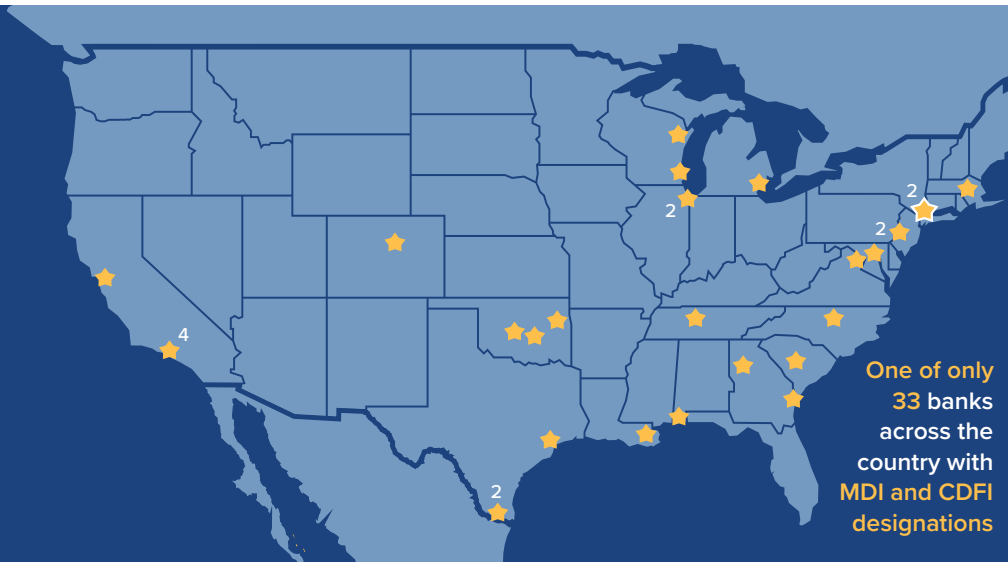 2
2
2
4
2
One of only
33 banks
across the
country with
MDI and CDFI
designations